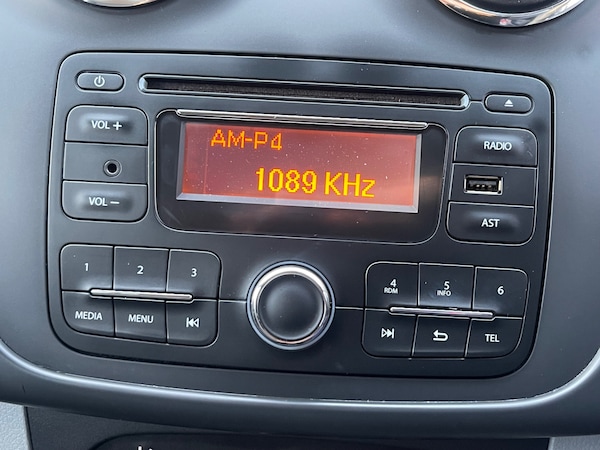 VOL +
AM-P4
RADIO
1089 KHz
VOL −
AST
1
2
3
4
RDM
5
INFO
6
MEDIA
MENU
TEL